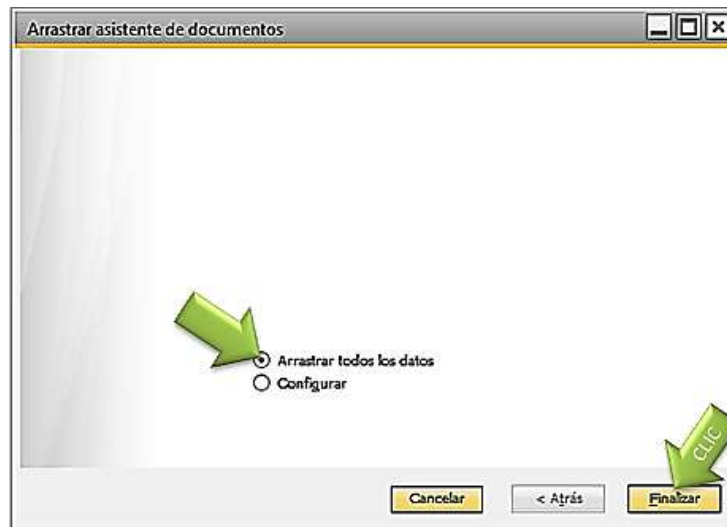 Arrastrar asistente de documentos
Arrastrar todos los datos
Configurar
CLIC
Cancelar
< Atrás
Finalizar